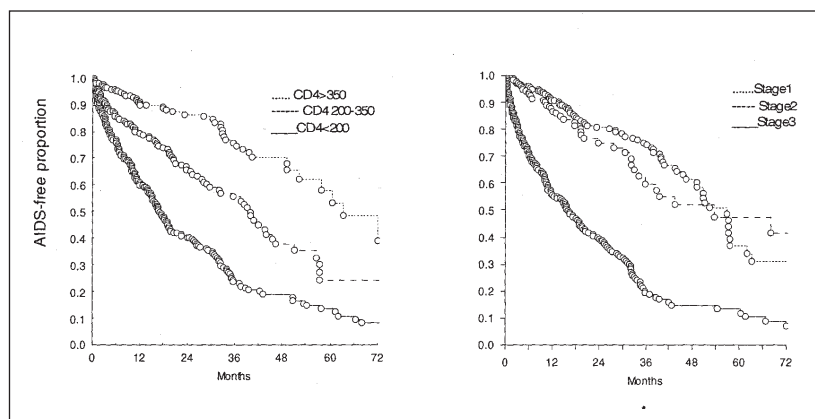 AIDS-free proportion
1.0
0.9
0.8
0.7
0.6
0.5
0.4
0.3
0.2
0.1
0.0
0 12 24 36 48 60 72
Months
CD4>350
CD4 200-350
CD4<200
1.0
0.9
0.8
0.7
0.6
0.5
0.4
0.3
0.2
0.1
0.0
0 12 24 36 48 60 72
Months
Stage1
Stage2
Stage3